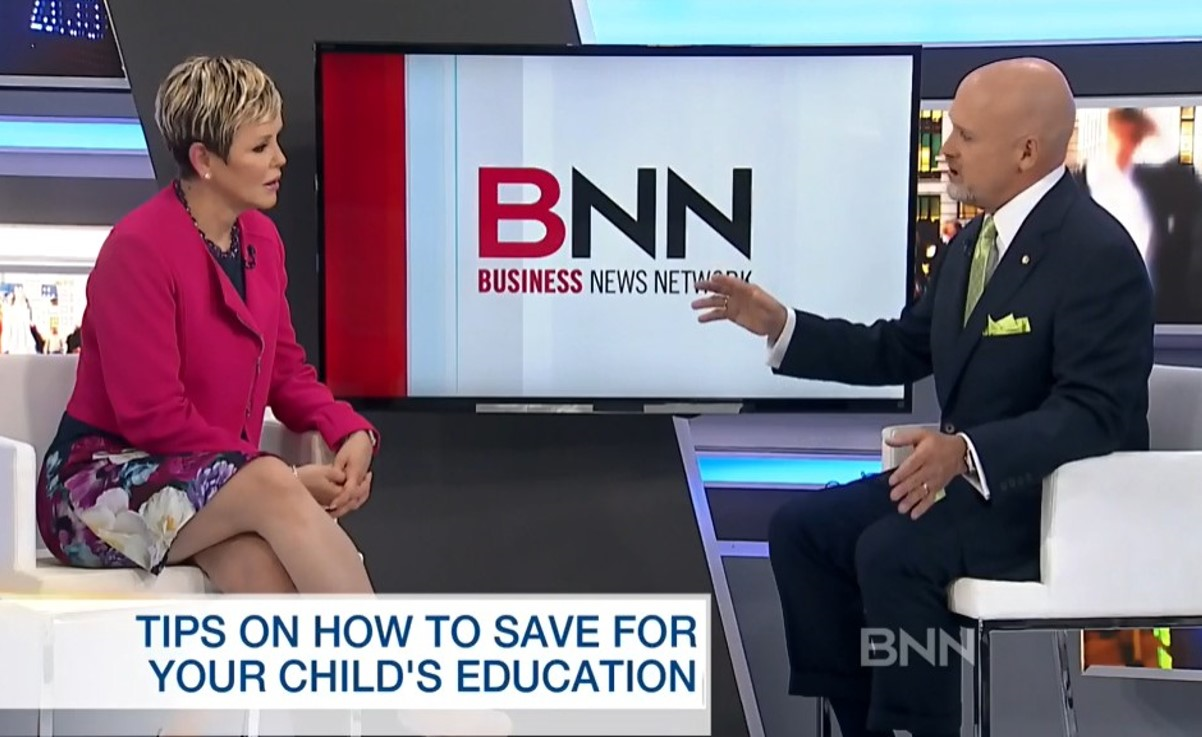 BNN
BUSINESS NEWS NETWORK
TIPS ON HOW TO SAVE FOR
YOUR CHILD'S EDUCATION
BNN